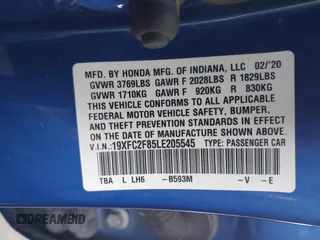 MFD. BY HONDA MFG. OF INDIANA, LLC 02/'20
GVWR 3769LBS GAWR F 2028LBS R 1829LBS
GVWR 1710KG GAWR F 920KG R 830KG
THIS VEHICLE CONFORMS TO ALL APPLICABLE
FEDERAL MOTOR VEHICLE SAFETY, BUMPER,
AND THEFT PREVENTION STANDARDS IN EFFECT
ON THE DATE OF MANUFACTURE SHOWN ABOVE.
V.I.N.: 19XFC2F85LE205545 TYPE: PASSENGER CAR
TBA L LH6 -B593M -V -E
IDREAMBID